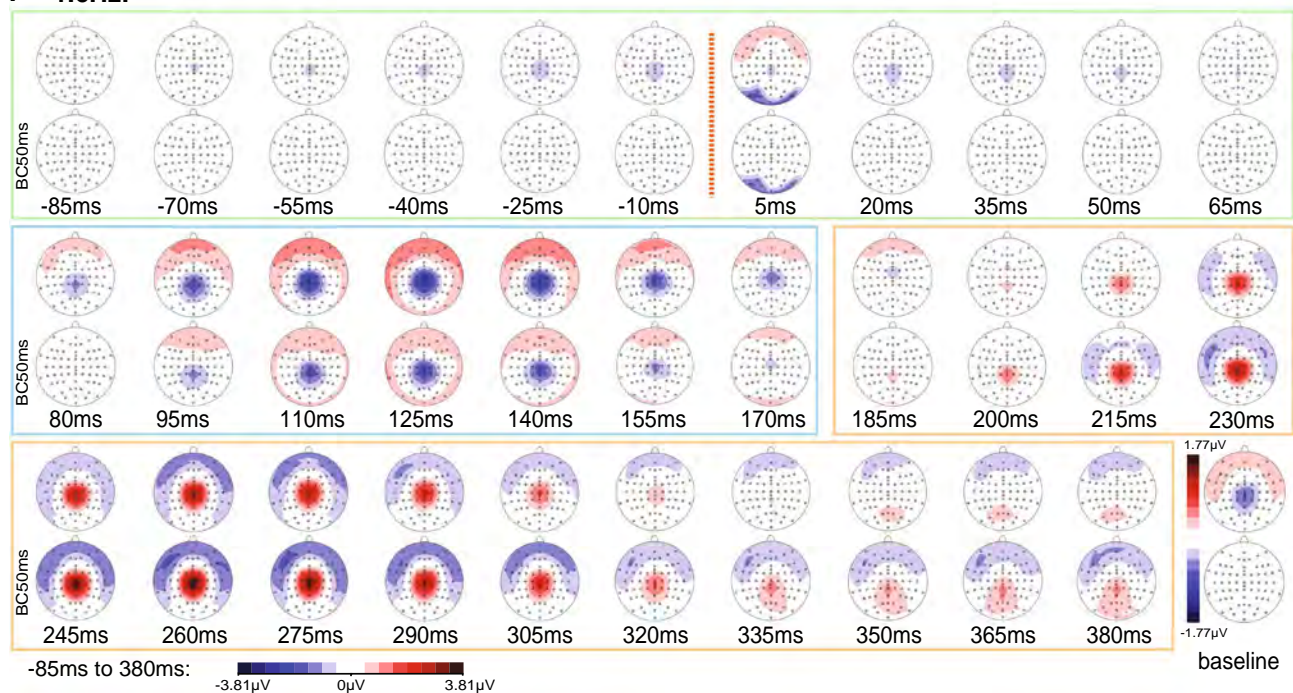 BC50ms
-85ms -70ms -55ms -40ms -25ms -10ms 5ms 20ms 35ms 50ms 65ms
BC50ms
80ms 95ms 110ms 125ms 140ms 155ms 170ms 185ms 200ms 215ms 230ms
1.77µV
BC50ms
-1.77µV
245ms 260ms 275ms 290ms 305ms 320ms 335ms 350ms 365ms 380ms
baseline
-85ms to 380ms:
-3.81µV 0µV 3.81µV